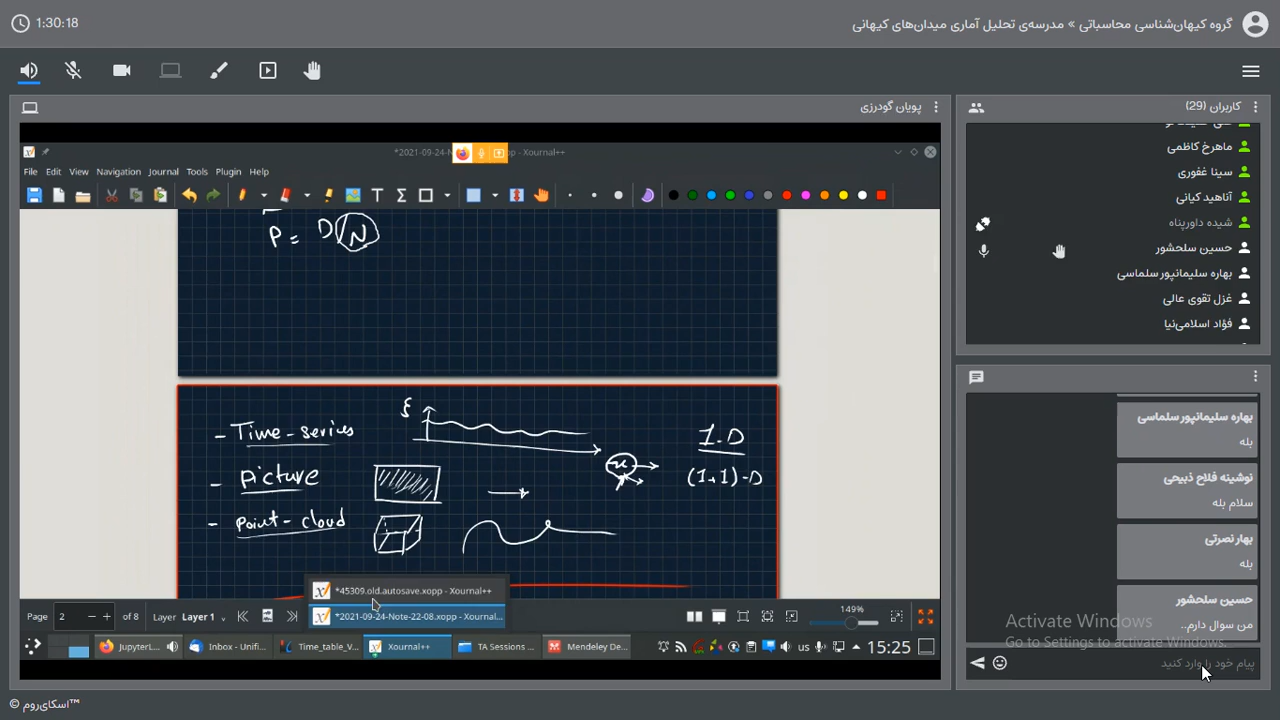 1:30:18
گروه کیهان‌شناسی محاسباتی » مدرسه‌ی تحلیل آماری میدان‌های کیهانی
پویان گودرزی
*2021-09-24-N
p - Xournal++
File Edit View Navigation Journal Tools Plugin Help
P = D(N)
- Time-series
ξ
1-D
- Picture
x
(1+1)-D
- Point-cloud
*45309.old.autosave.xopp - Xournal++
*2021-09-24-Note-22-08.xopp - Xournal...
Page 2 of 8 Layer Layer 1
149%
JupyterL...
Inbox - Unifi...
Time_table_V...
Xournal++
TA Sessions ...
Mendeley De...
us
15:25
کاربران (29)
ماهرخ کاظمی
سینا غفوری
آناهید کیانی
شیده داورپناه
حسین سلحشور
بهاره سلیمانپور سلماسی
غزل تقوی عالی
فؤاد اسلامی‌نیا
بهاره سلیمانپور سلماسی
بله
نوشینه فلاح ذبیحی
سلام بله
بهار نصرتی
بله
حسین سلحشور
من سوال دارم..
Activate Windows
Go to Settings to activate Windows.
پیام خود را وارد کنید
© اسکای‌روم™